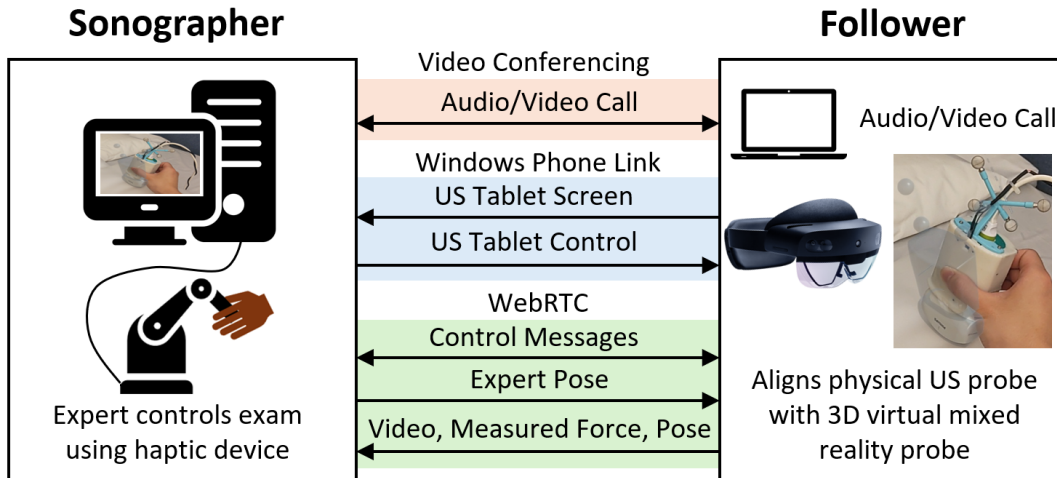 Sonographer
Expert controls exam
using haptic device
Video Conferencing
Audio/Video Call
Windows Phone Link
US Tablet Screen
US Tablet Control
WebRTC
Control Messages
Expert Pose
Video, Measured Force, Pose
Follower
Audio/Video Call
Aligns physical US probe
with 3D virtual mixed
reality probe